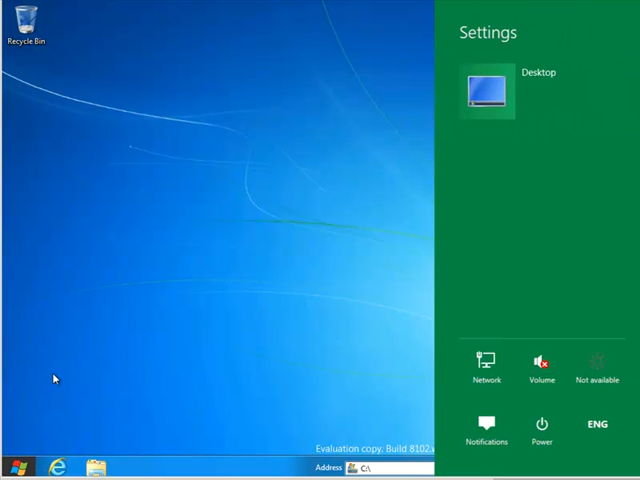 Recycle Bin
Evaluation copy. Build 8102.
Address C:\
Settings
Desktop
Network
Volume
Not available
Notifications
Power
ENG